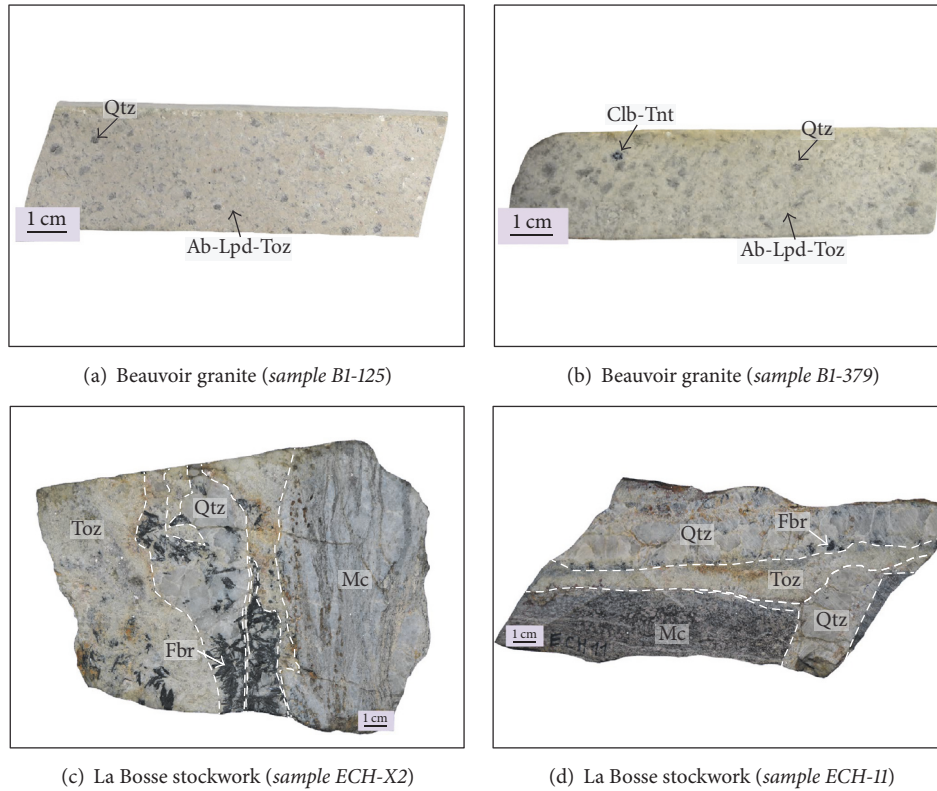 Qtz
1 cm
Ab-Lpd-Toz
(a) Beauvoir granite (sample B1-125)
Clb-Tnt
Qtz
1 cm
Ab-Lpd-Toz
(b) Beauvoir granite (sample B1-379)
Toz
Qtz
Mc
Fbr
1 cm
(c) La Bosse stockwork (sample ECH-X2)
Qtz
Fbr
Toz
Qtz
Mc
1 cm
ECH 11
(d) La Bosse stockwork (sample ECH-11)